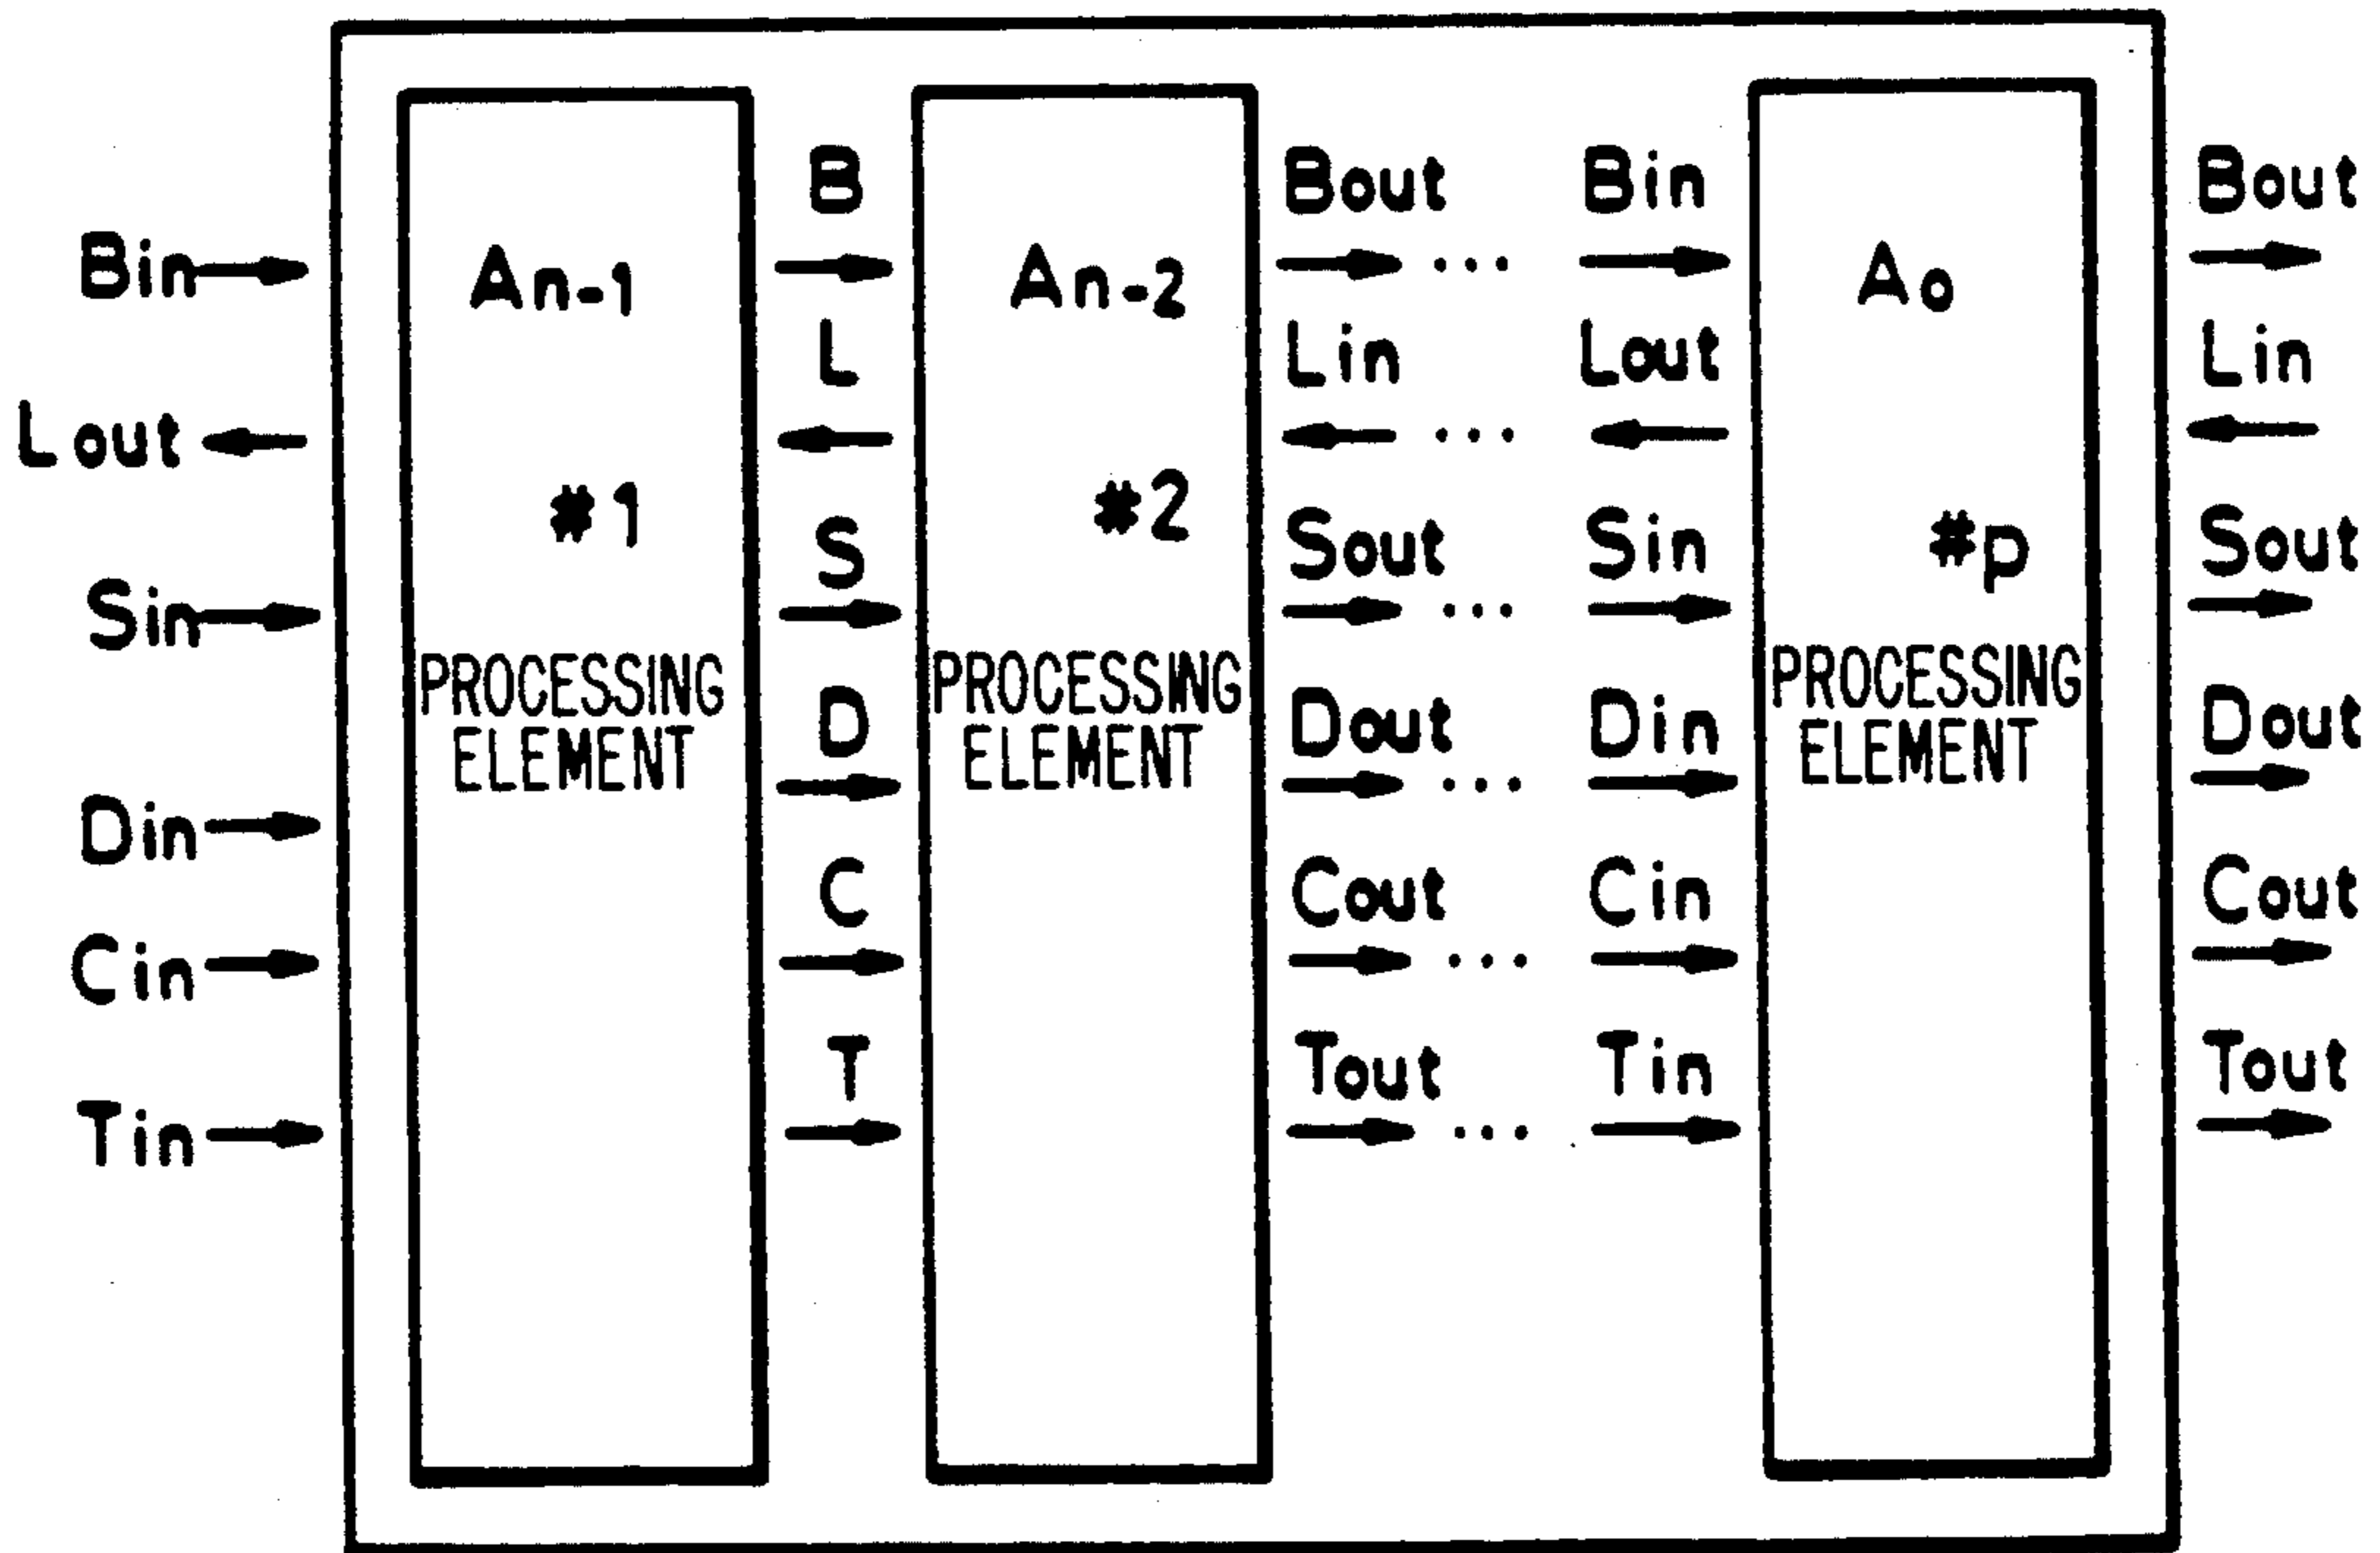 B Bout Bin Bout
Bin An-1 An-2 Ao
L Lin Lout Lin
Lout
#1 #2 #p
S Sout Sin Sout
Sin
PROCESSING PROCESSING PROCESSING
ELEMENT ELEMENT ELEMENT
D Dout Din Dout
Din
C Cout Cin Cout
Cin
T Tout Tin Tout
Tin